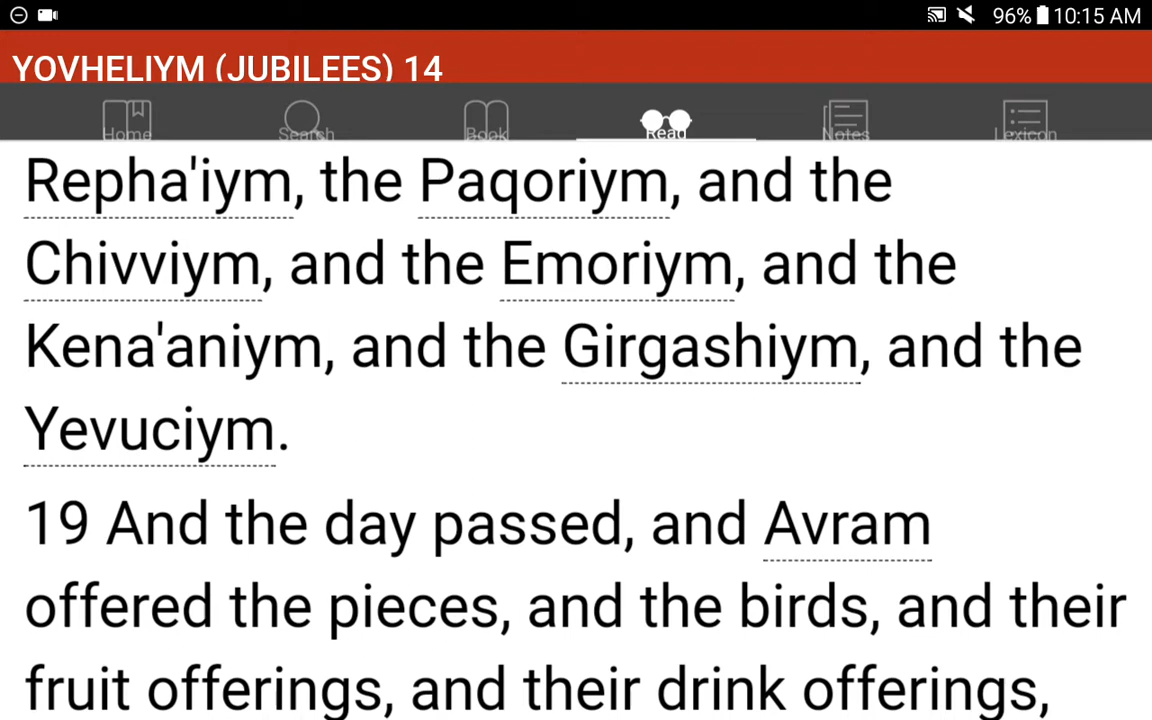 96% 10:15 AM
YOVHELIYM (JUBILEES) 14
Home Search Book Read Notes Lexicon
Repha'iym, the Paqoriym, and the
Chivviym, and the Emoriym, and the
Kena'aniym, and the Girgashiym, and the
Yevuciym.
19 And the day passed, and Avram
offered the pieces, and the birds, and their
fruit offerings, and their drink offerings,